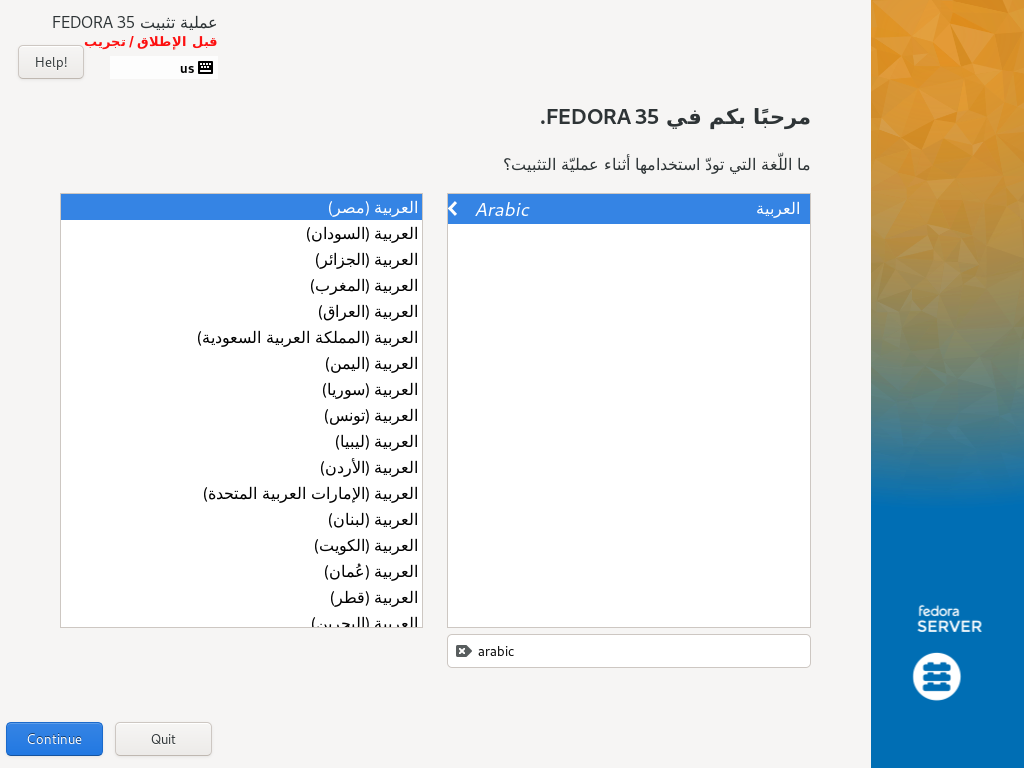 عملية تثبيت FEDORA 35
قبل الإطلاق / تجريب
us
Help!
مرحبًا بكم في FEDORA 35.
ما اللّغة التي تودّ استخدامها أثناء عمليّة التثبيت؟
العربية Arabic
العربية (مصر)
العربية (السودان)
العربية (الجزائر)
العربية (المغرب)
العربية (العراق)
العربية (المملكة العربية السعودية)
العربية (اليمن)
العربية (سوريا)
العربية (تونس)
العربية (ليبيا)
العربية (الأردن)
العربية (الإمارات العربية المتحدة)
العربية (لبنان)
العربية (الكويت)
العربية (عُمان)
العربية (قطر)
العربية (البحرين)
arabic
fedora
SERVER
Quit
Continue